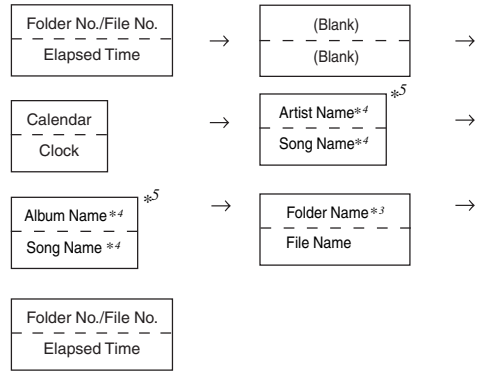 Folder No./File No.
Elapsed Time
→
(Blank)
(Blank)
→
Calendar
Clock
→
Artist Name*4
Song Name*4
*5
→
Album Name*4
Song Name *4
*5
→
Folder Name*3
File Name
→
Folder No./File No.
Elapsed Time